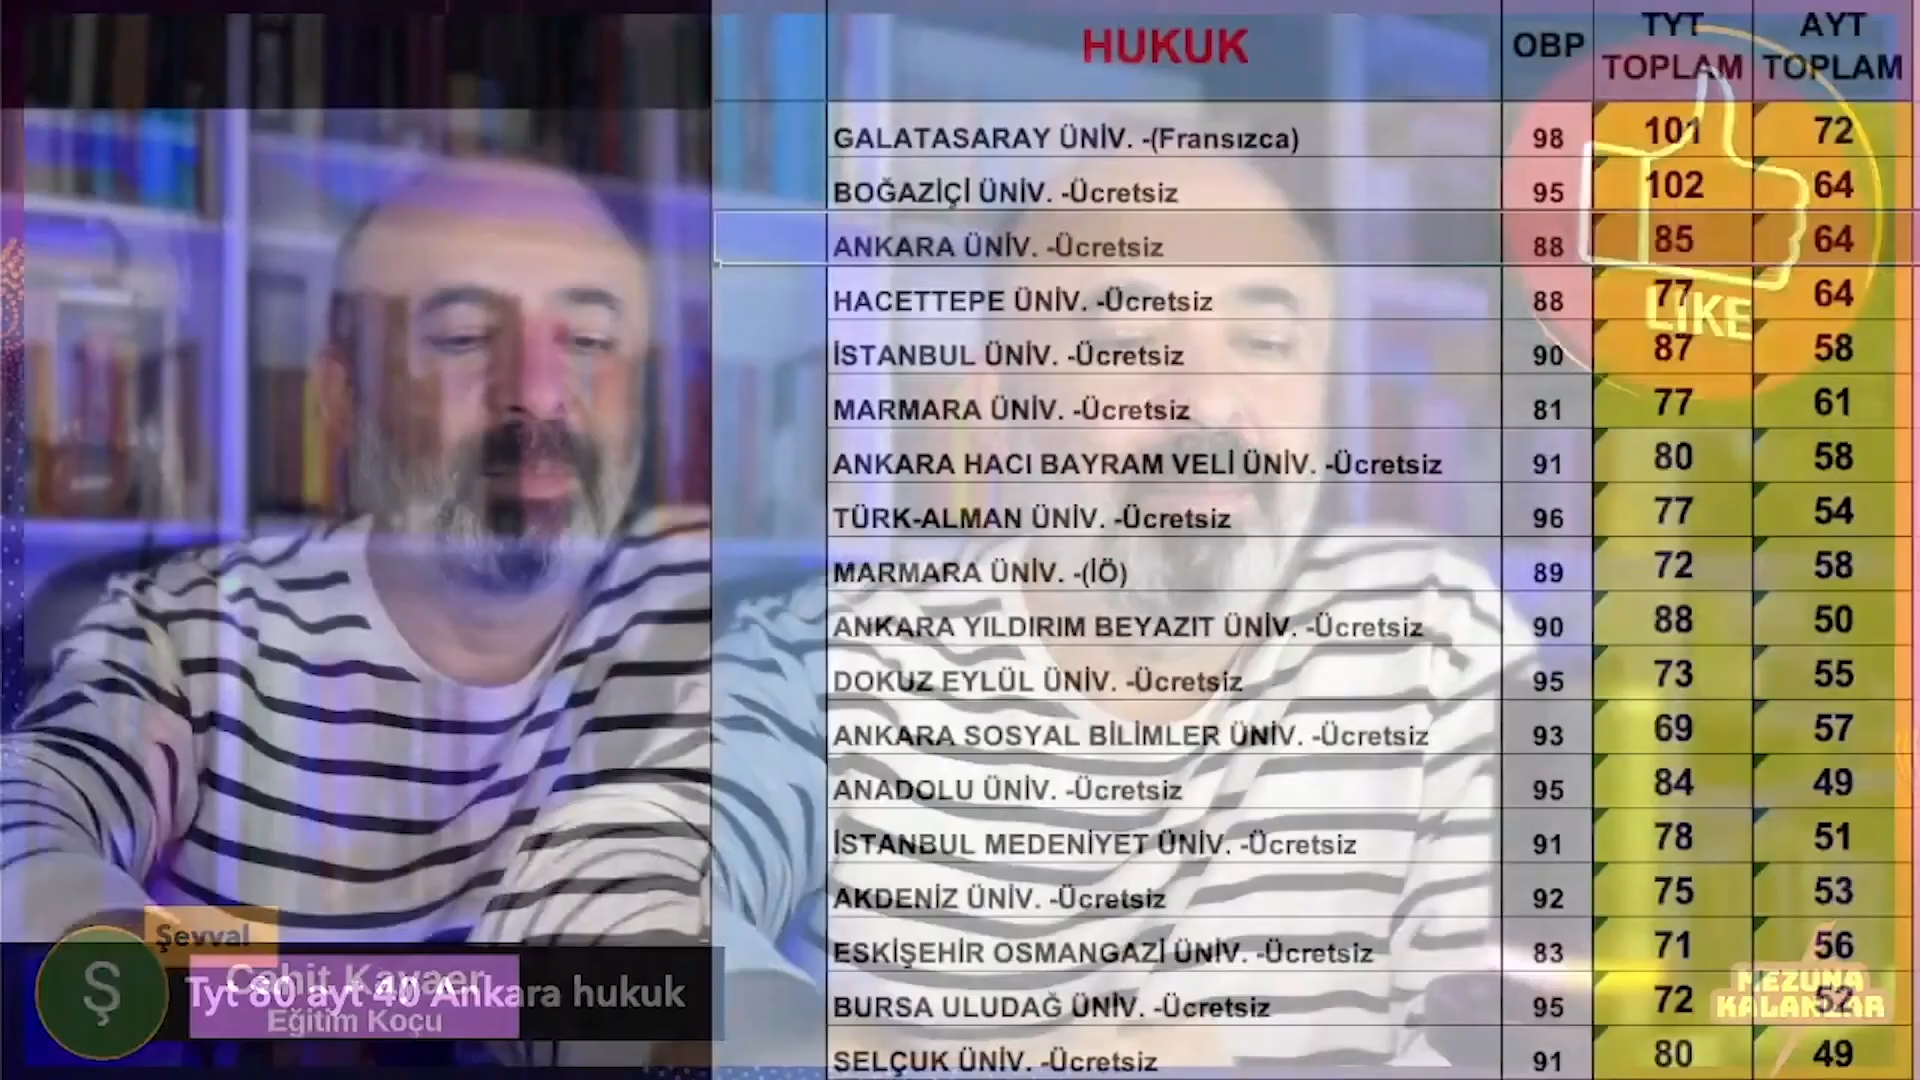 HUKUK OBP TYT TOPLAM AYT TOPLAM
GALATASARAY ÜNİV. -(Fransızca) 98 101 72
BOĞAZİÇİ ÜNİV. -Ücretsiz 95 102 64
ANKARA ÜNİV. -Ücretsiz 88 85 64
HACETTEPE ÜNİV. -Ücretsiz 88 77 64
LIKE
İSTANBUL ÜNİV. -Ücretsiz 90 87 58
MARMARA ÜNİV. -Ücretsiz 81 77 61
ANKARA HACI BAYRAM VELİ ÜNİV. -Ücretsiz 91 80 58
TÜRK-ALMAN ÜNİV. -Ücretsiz 96 77 54
MARMARA ÜNİV. -(İÖ) 89 72 58
ANKARA YILDIRIM BEYAZIT ÜNİV. -Ücretsiz 90 88 50
DOKUZ EYLÜL ÜNİV. -Ücretsiz 95 73 55
ANKARA SOSYAL BİLİMLER ÜNİV. -Ücretsiz 93 69 57
ANADOLU ÜNİV. -Ücretsiz 95 84 49
İSTANBUL MEDENİYET ÜNİV. -Ücretsiz 91 78 51
AKDENİZ ÜNİV. -Ücretsiz 92 75 53
ESKİŞEHİR OSMANGAZİ ÜNİV. -Ücretsiz 83 71 56
BURSA ULUDAĞ ÜNİV. -Ücretsiz 95 72 52
SELÇUK ÜNİV. -Ücretsiz 91 80 49
Şevval
Ş
Tyt 80 ayt 40 Ankara hukuk
Cahit Kayaer
Eğitim Koçu
MEZUNA
KALANLAR